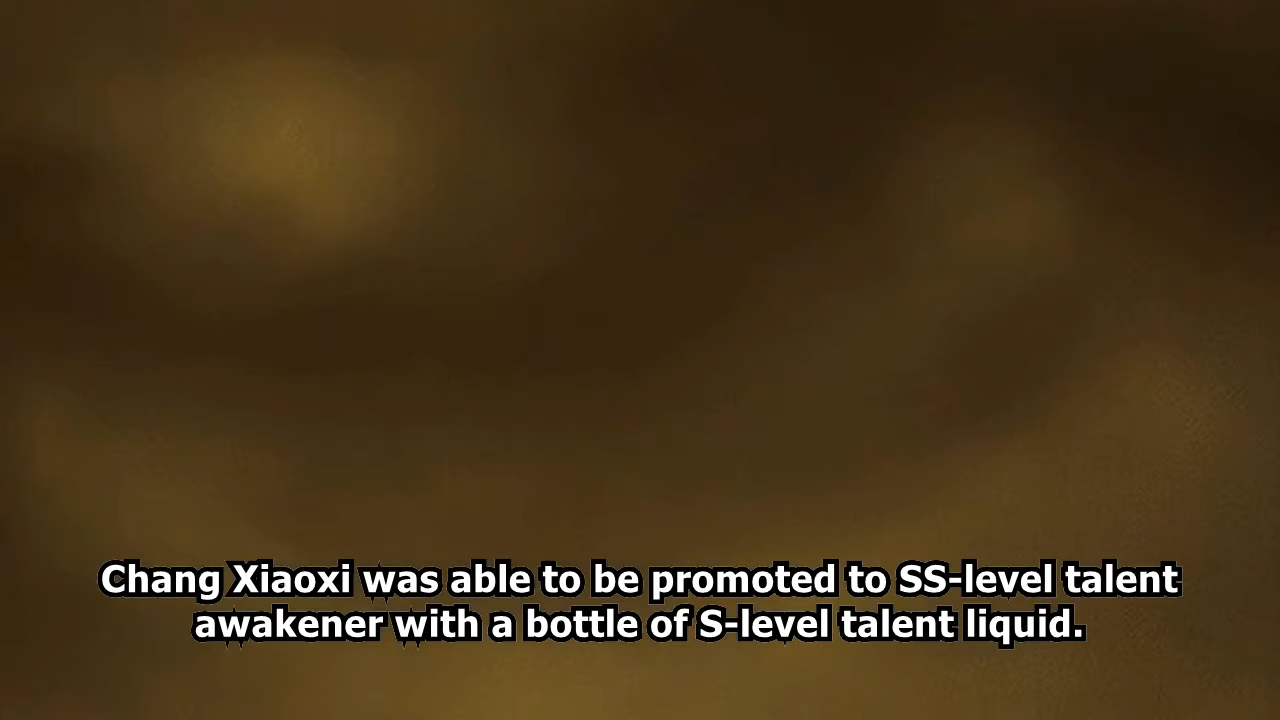 Chang Xiaoxi was able to be promoted to SS-level talent
awakener with a bottle of S-level talent liquid.